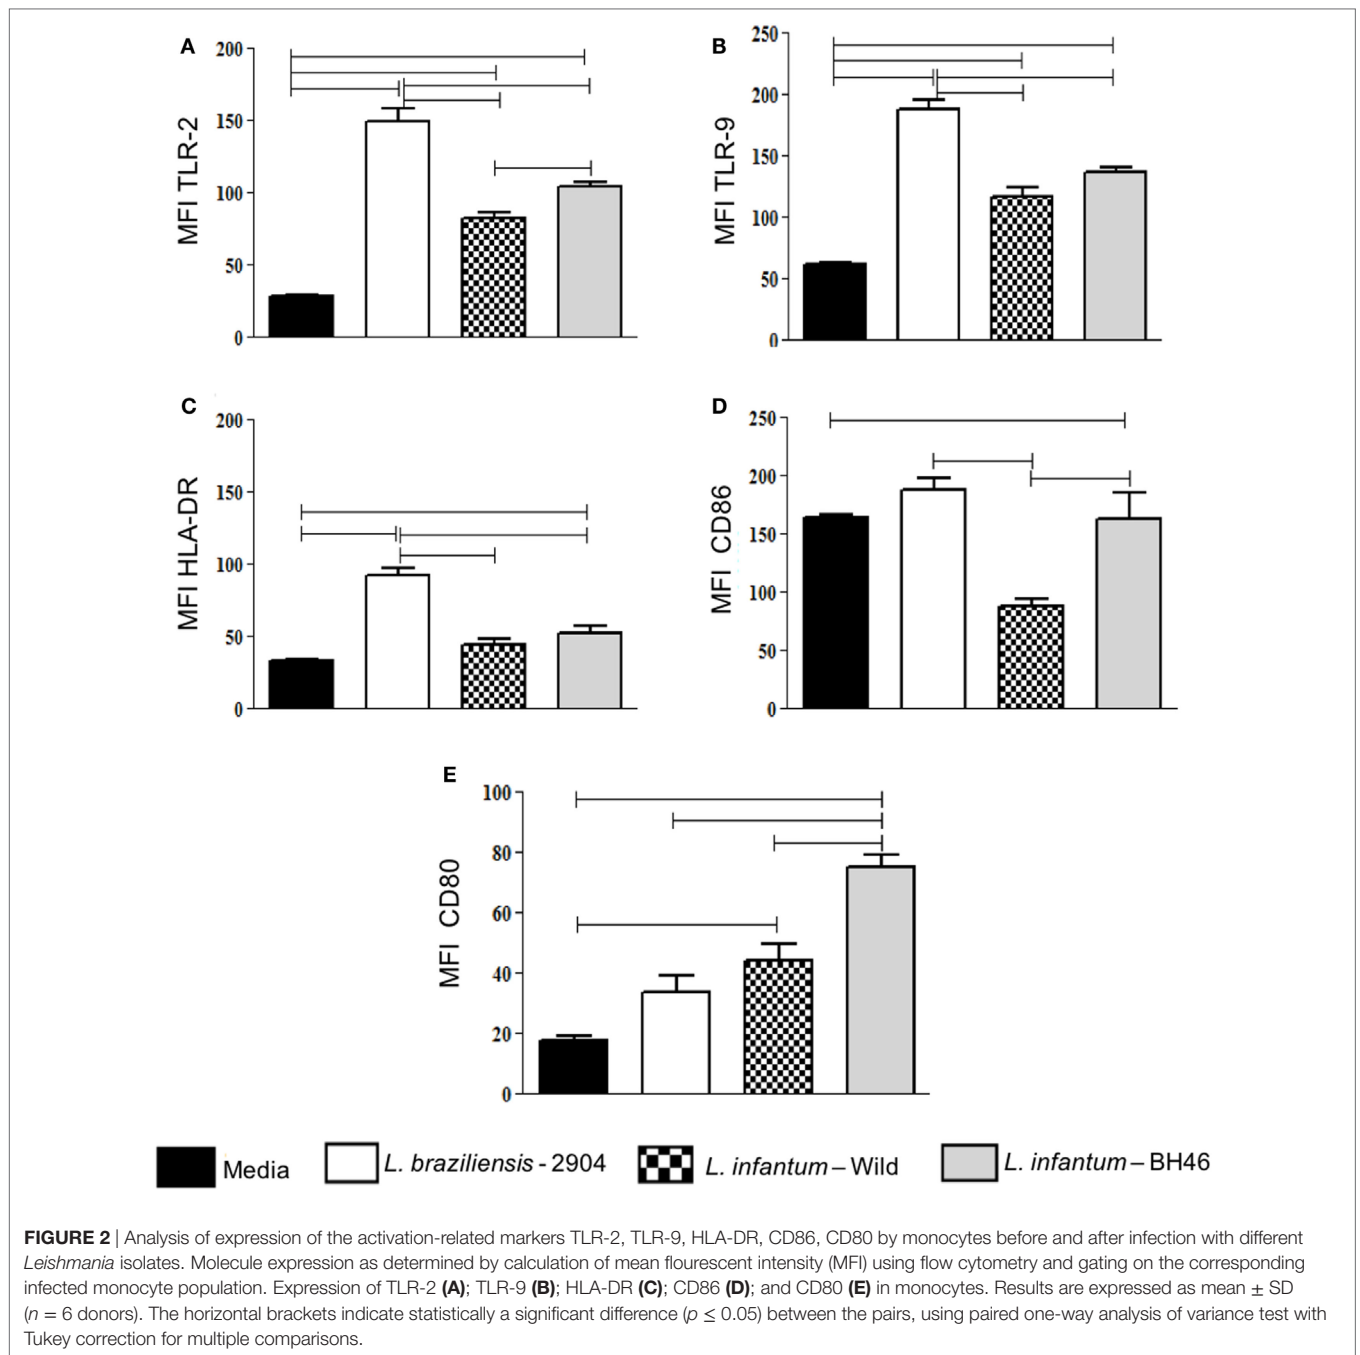 A
200
150
100
50
0
MFI TLR-2
B
250
200
150
100
50
0
MFI TLR-9
C
200
150
100
50
0
MFI HLA-DR
D
250
200
150
100
50
0
MFI CD86
E
100
80
60
40
20
0
MFI CD80
Media
L. braziliensis - 2904
L. infantum – Wild
L. infantum – BH46
FIGURE 2 | Analysis of expression of the activation-related markers TLR-2, TLR-9, HLA-DR, CD86, CD80 by monocytes before and after infection with different
Leishmania isolates. Molecule expression as determined by calculation of mean flourescent intensity (MFI) using flow cytometry and gating on the corresponding
infected monocyte population. Expression of TLR-2 (A); TLR-9 (B); HLA-DR (C); CD86 (D); and CD80 (E) in monocytes. Results are expressed as mean ± SD
(n = 6 donors). The horizontal brackets indicate statistically a significant difference (p ≤ 0.05) between the pairs, using paired one-way analysis of variance test with
Tukey correction for multiple comparisons.